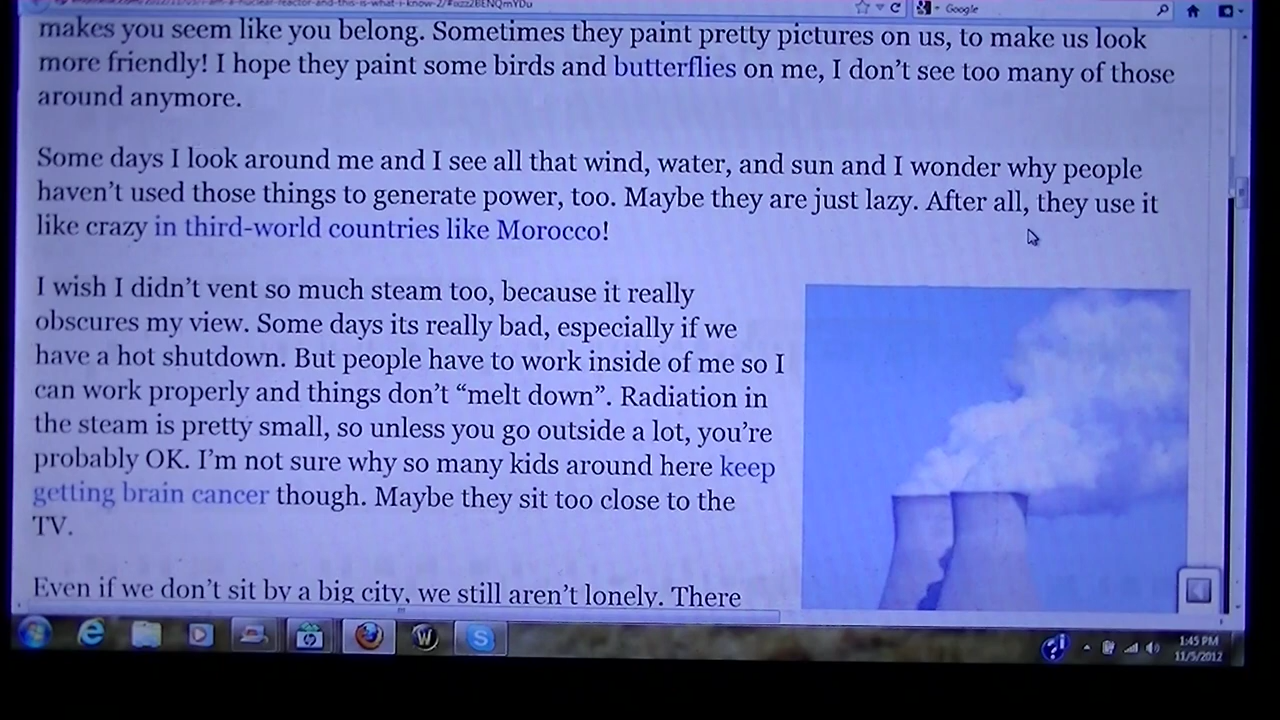 Google
makes you seem like you belong. Sometimes they paint pretty pictures on us, to make us look
more friendly! I hope they paint some birds and butterflies on me, I don't see too many of those
around anymore.
Some days I look around me and I see all that wind, water, and sun and I wonder why people
haven't used those things to generate power, too. Maybe they are just lazy. After all, they use it
like crazy in third-world countries like Morocco!
I wish I didn't vent so much steam too, because it really
obscures my view. Some days its really bad, especially if we
have a hot shutdown. But people have to work inside of me so I
can work properly and things don't “melt down”. Radiation in
the steam is pretty small, so unless you go outside a lot, you're
probably OK. I'm not sure why so many kids around here keep
getting brain cancer though. Maybe they sit too close to the
TV.
Even if we don't sit by a big city, we still aren't lonely. There
1:45 PM
11/5/2012